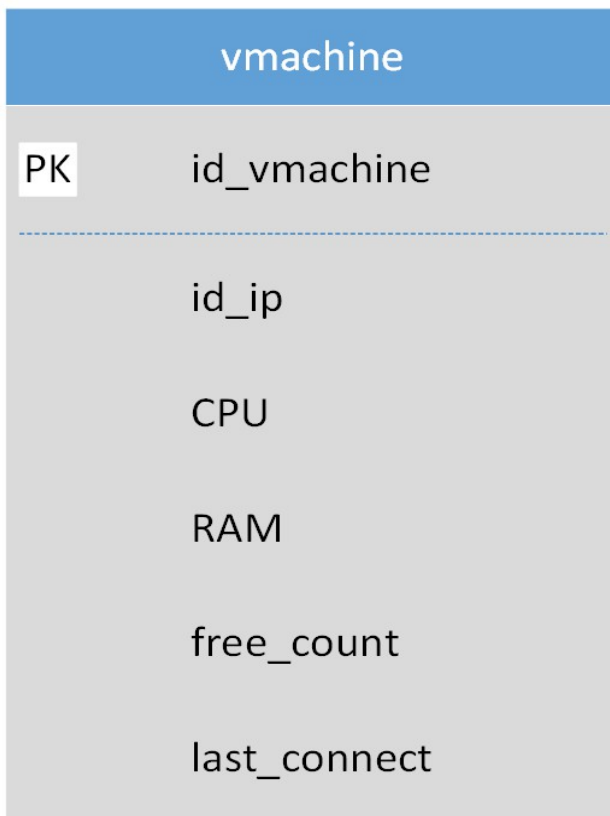 vmachine
PK id_vmachine
id_ip
CPU
RAM
free_count
last_connect